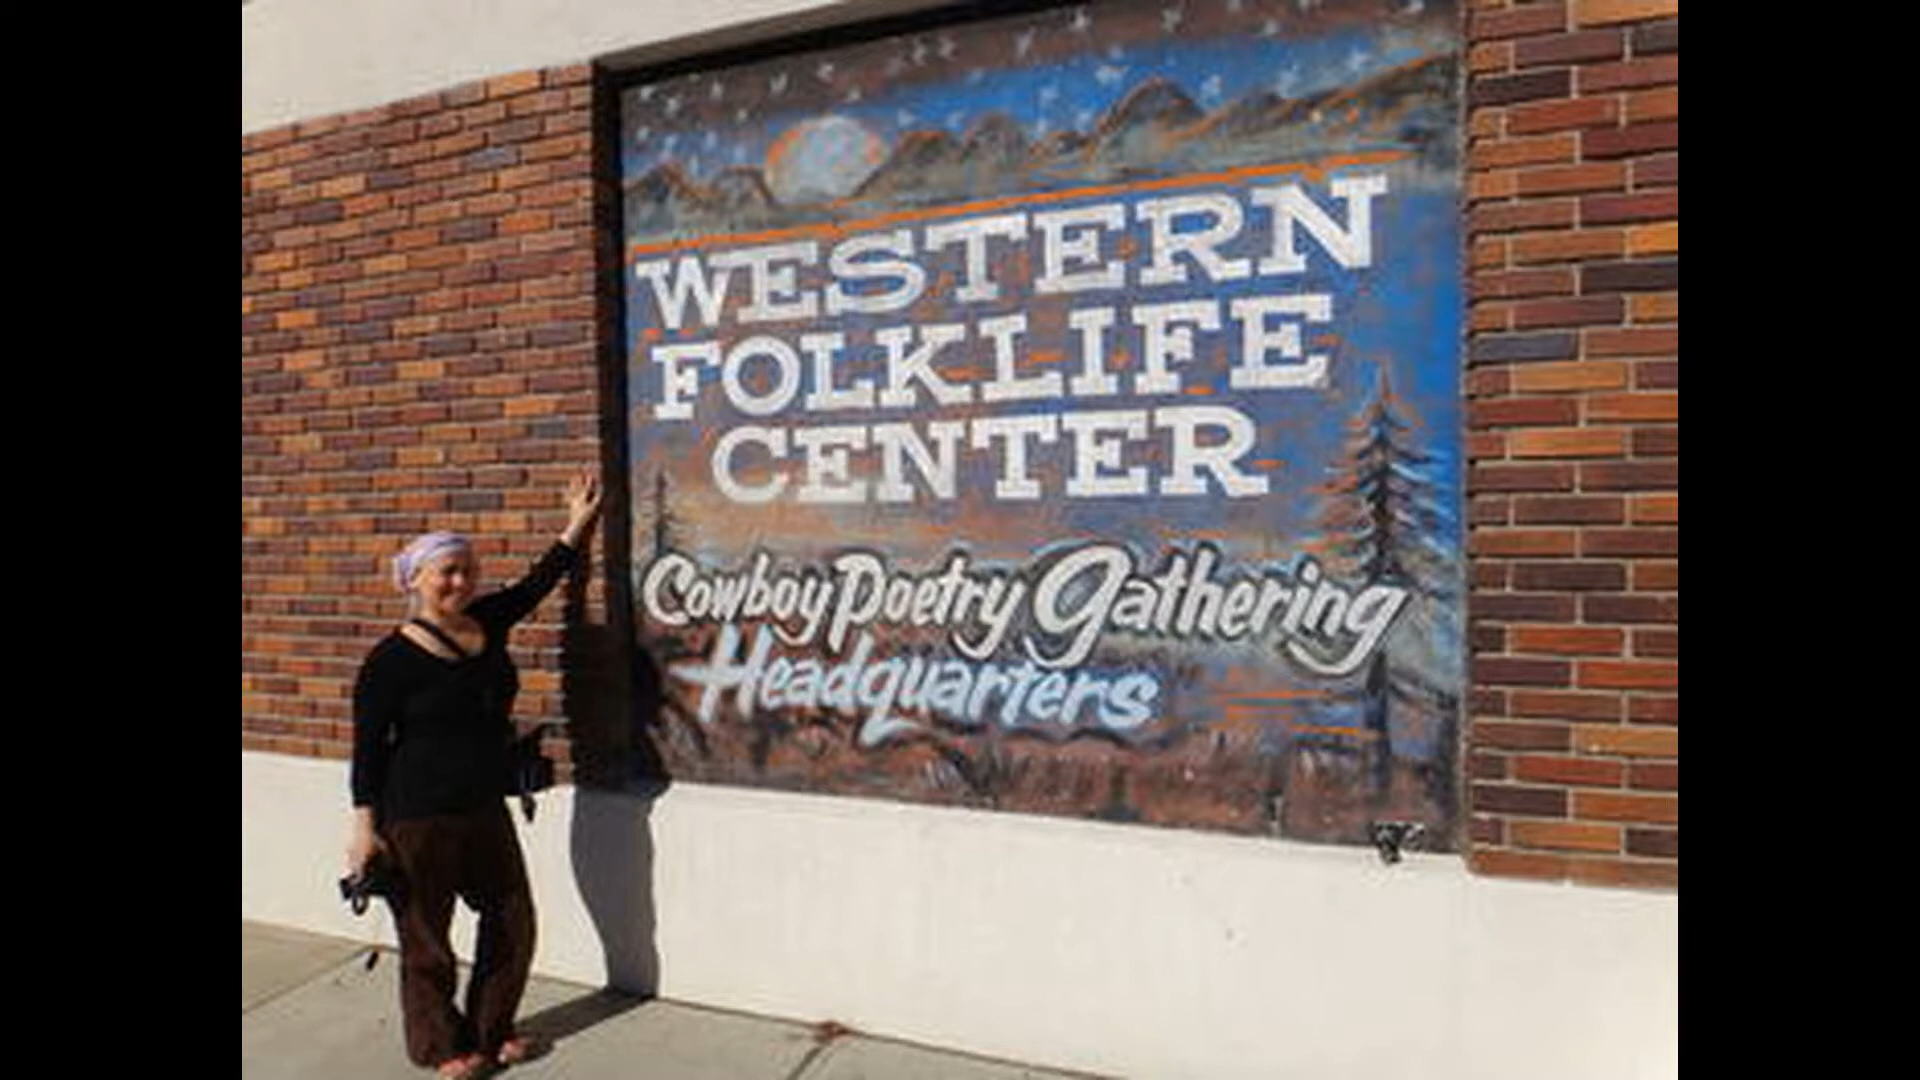 WESTERN
FOLKLIFE
CENTER
Cowboy Poetry Gathering
Headquarters